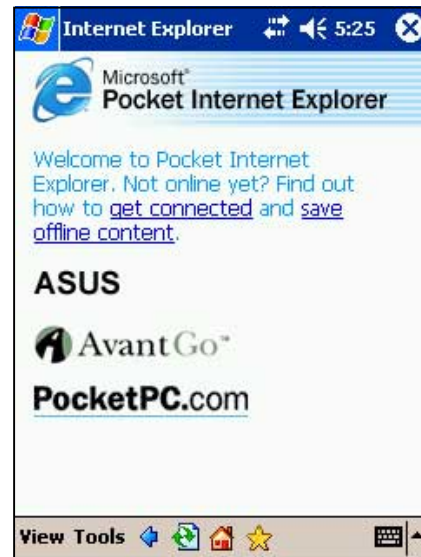 Internet Explorer 5:25
Microsoft®
Pocket Internet Explorer
Welcome to Pocket Internet
Explorer. Not online yet? Find out
how to get connected and save
offline content.
ASUS
AvantGo™
PocketPC.com
View Tools